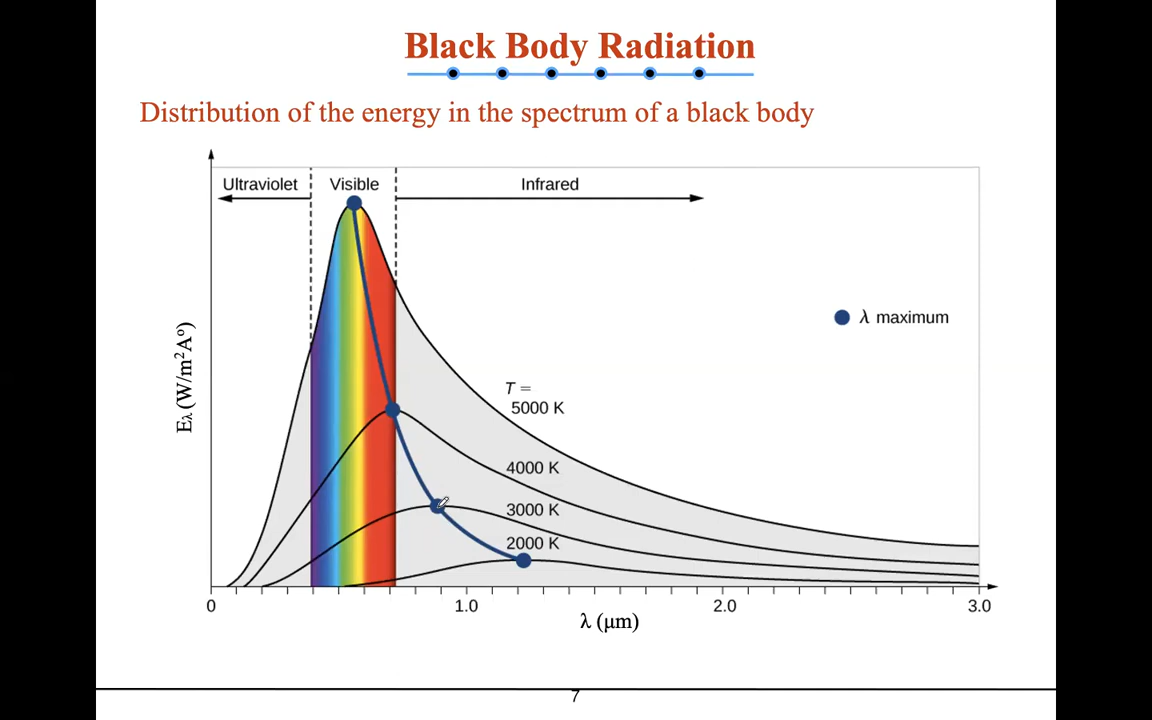 Black Body Radiation
Distribution of the energy in the spectrum of a black body
Ultraviolet
Visible
Infrared
λ maximum
Eλ (W/m²Aº)
T =
5000 K
4000 K
3000 K
2000 K
0
1.0
2.0
3.0
λ (μm)
7